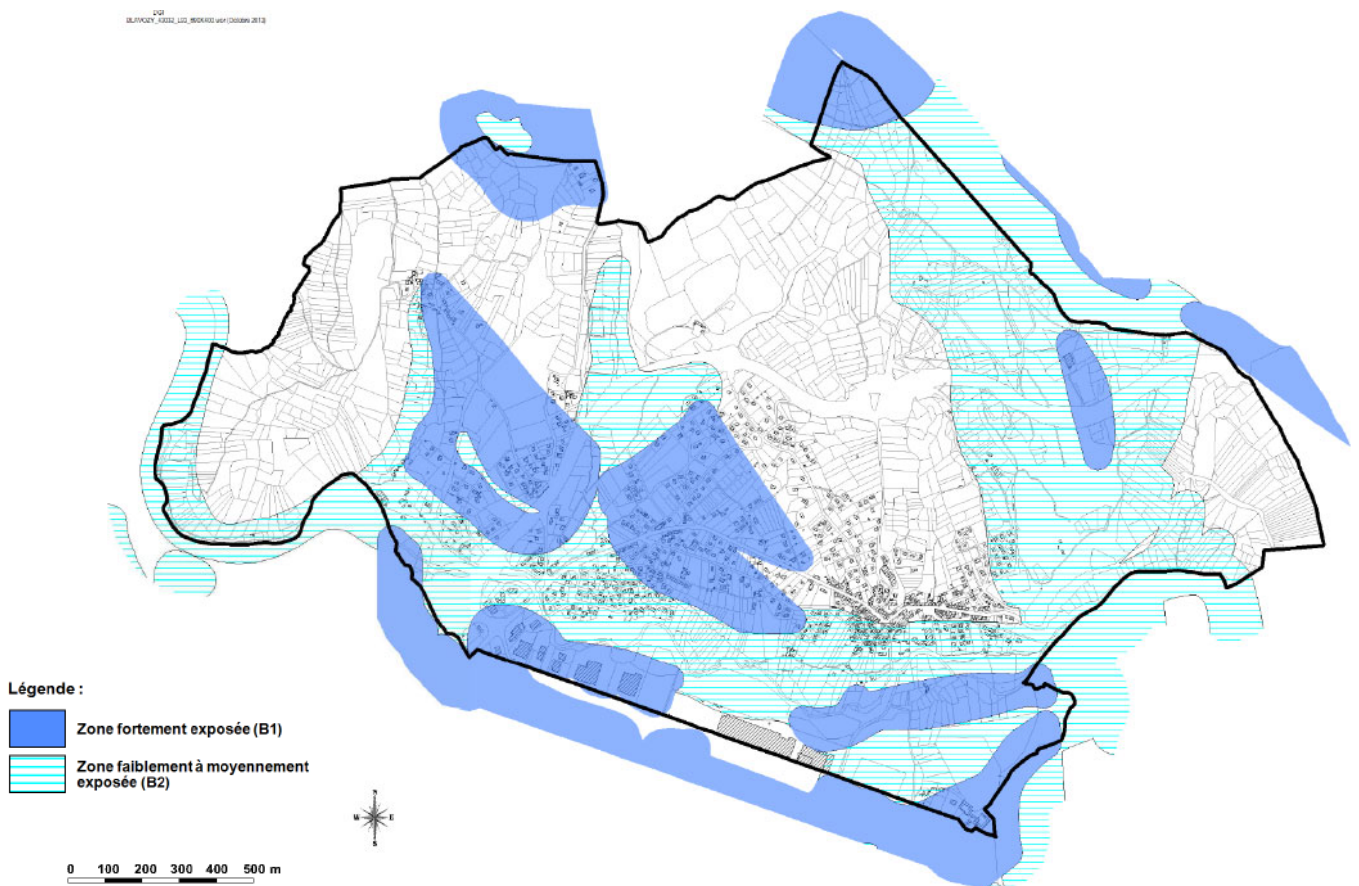 Légende :
Zone fortement exposée (B1)
Zone faiblement à moyennement
exposée (B2)
N
W E
S
0 100 200 300 400 500 m